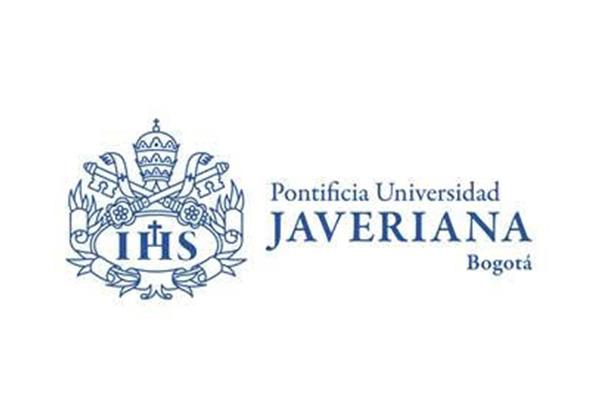 IHS
Pontificia Universidad
JAVERIANA
Bogotá